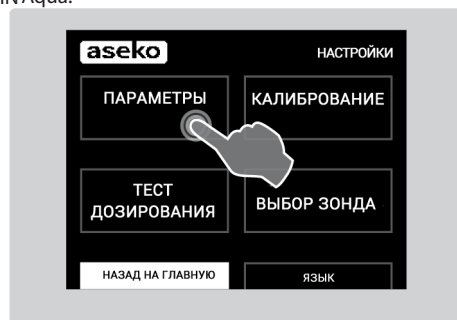 IN Aqua.
aseko
НАСТРОЙКИ
ПАРАМЕТРЫ
КАЛИБРОВАНИЕ
ТЕСТ
ДОЗИРОВАНИЯ
ВЫБОР ЗОНДА
НАЗАД НА ГЛАВНУЮ
ЯЗЫК